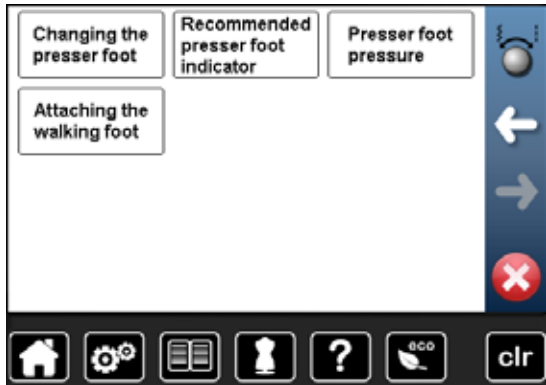 Changing the
presser foot
Recommended
presser foot
indicator
Presser foot
pressure
Attaching the
walking foot
?
eco
clr